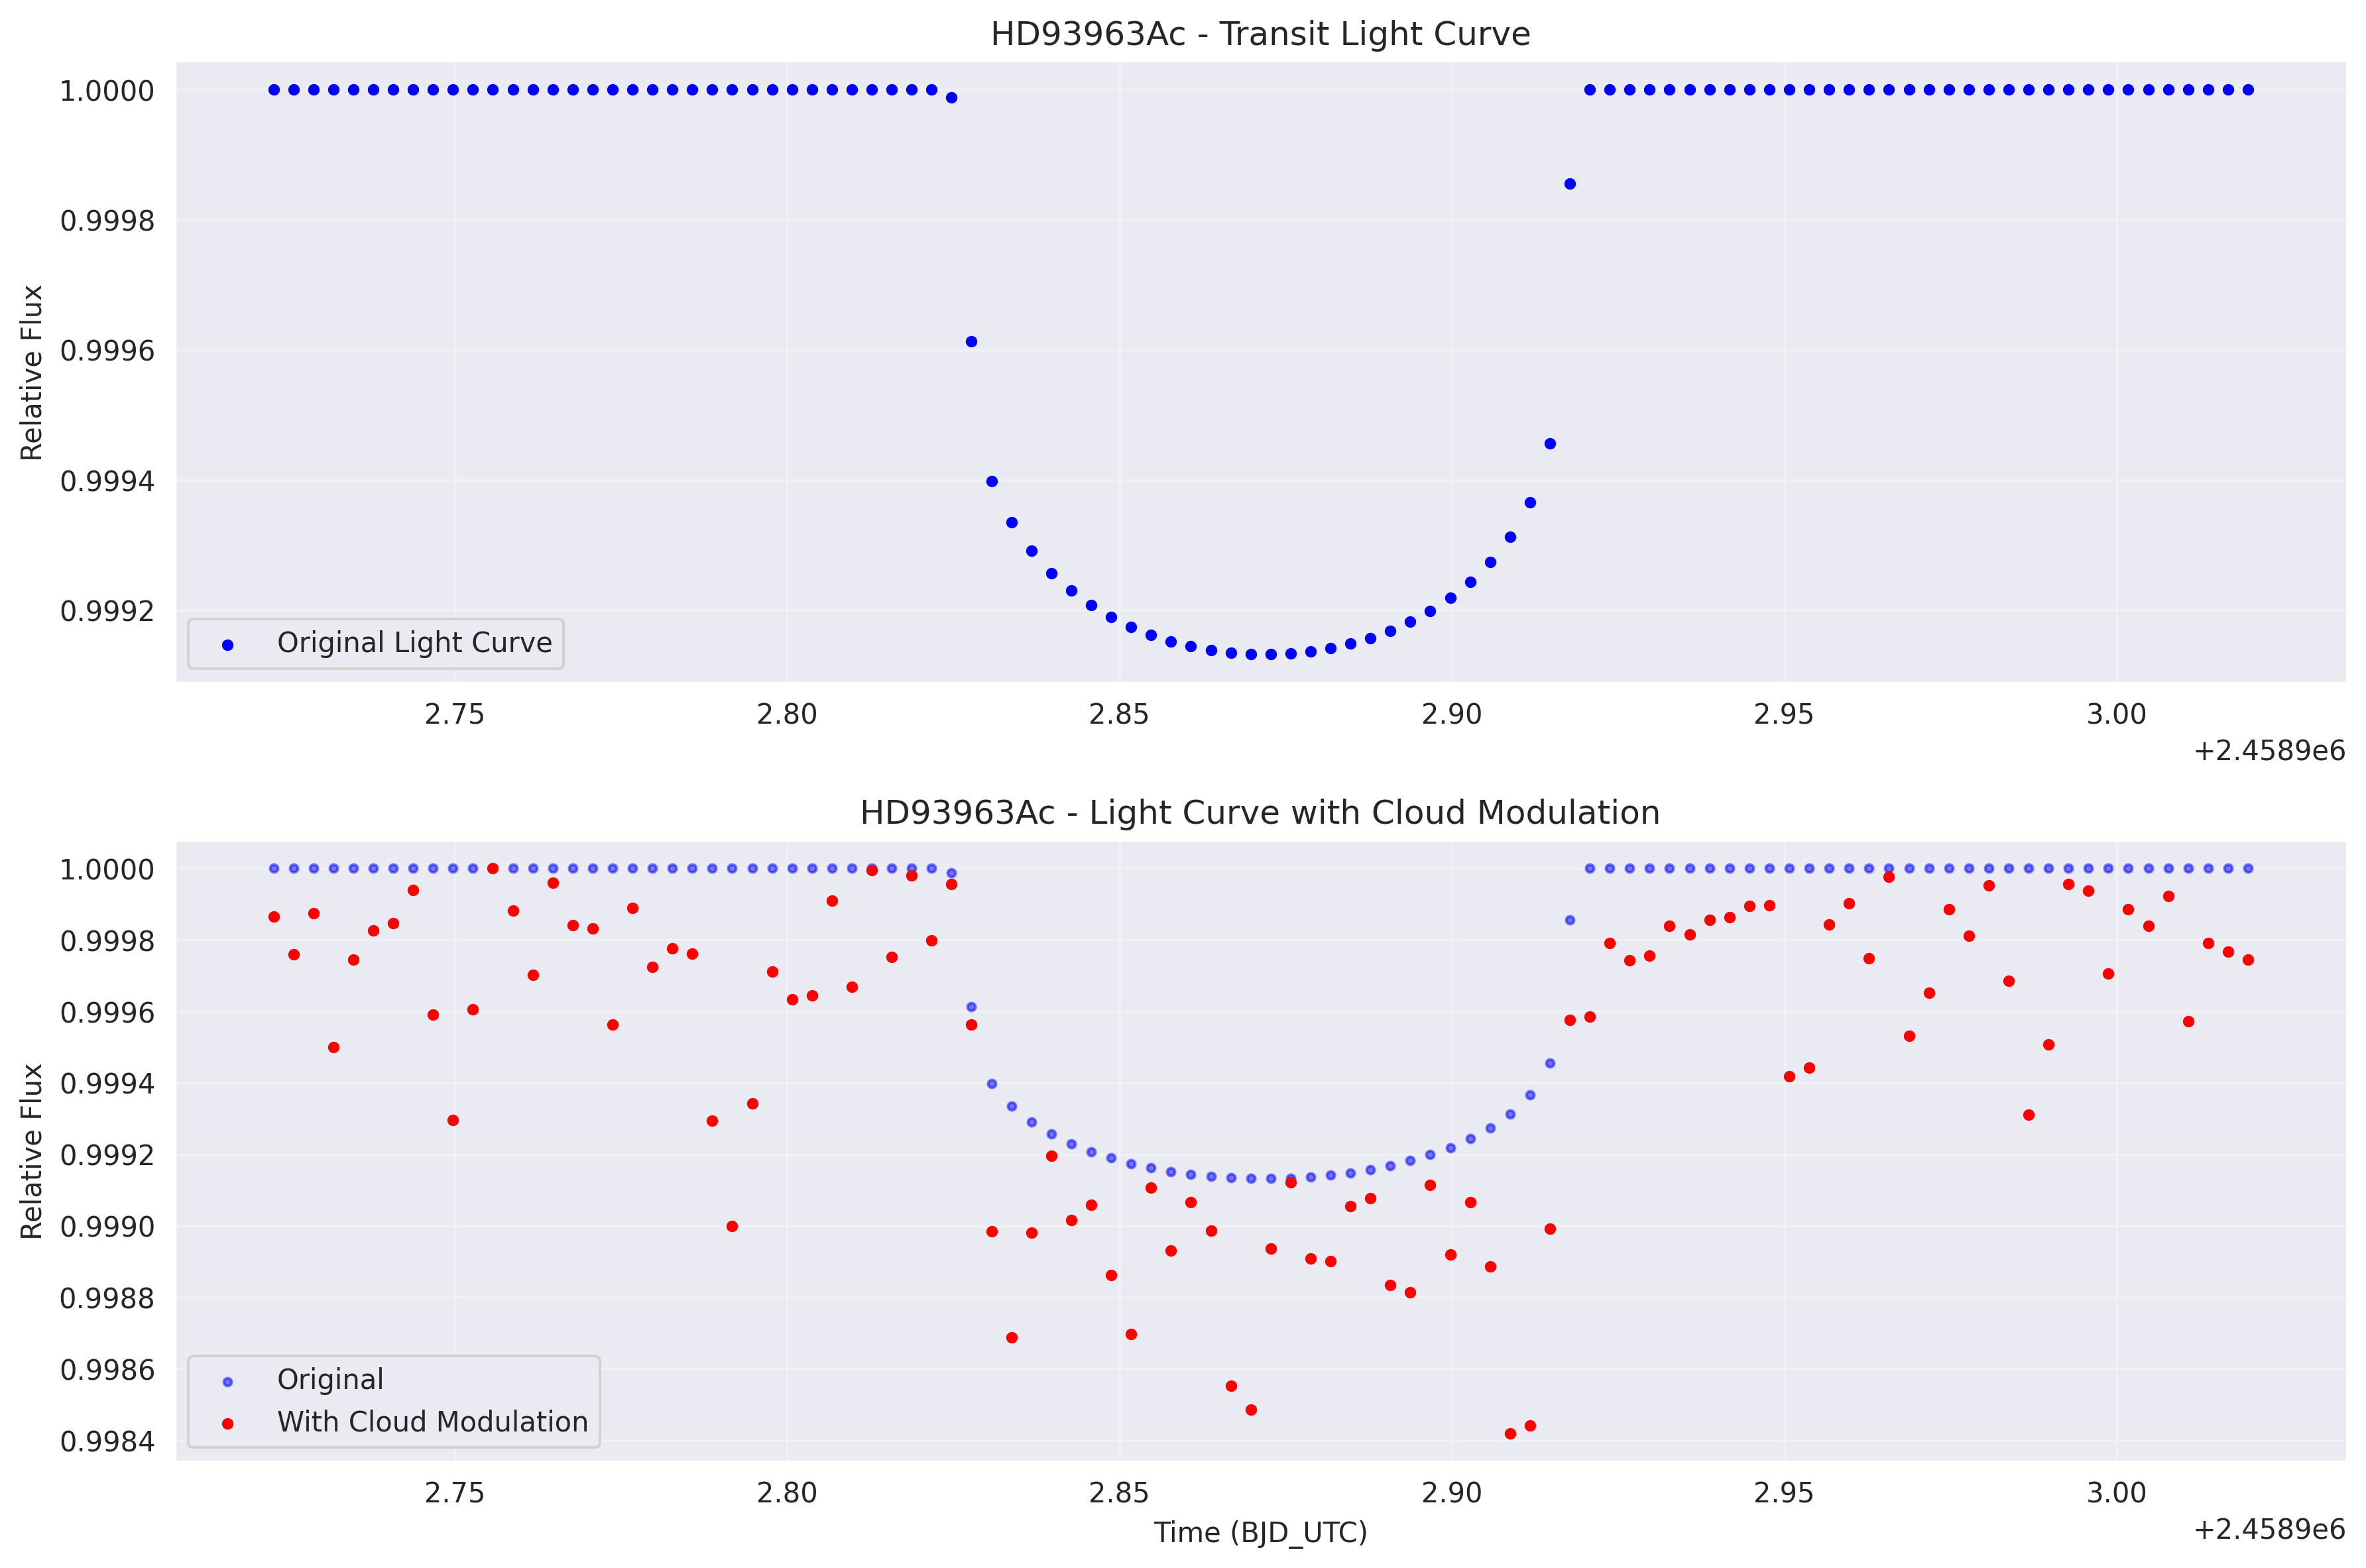 HD93963Ac - Transit Light Curve
Relative Flux
1.0000
0.9998
0.9996
0.9994
0.9992
Original Light Curve
2.75 2.80 2.85 2.90 2.95 3.00
+2.4589e6
HD93963Ac - Light Curve with Cloud Modulation
Relative Flux
1.0000
0.9998
0.9996
0.9994
0.9992
0.9990
0.9988
0.9986
0.9984
Original
With Cloud Modulation
2.75 2.80 2.85 2.90 2.95 3.00
Time (BJD_UTC)
+2.4589e6